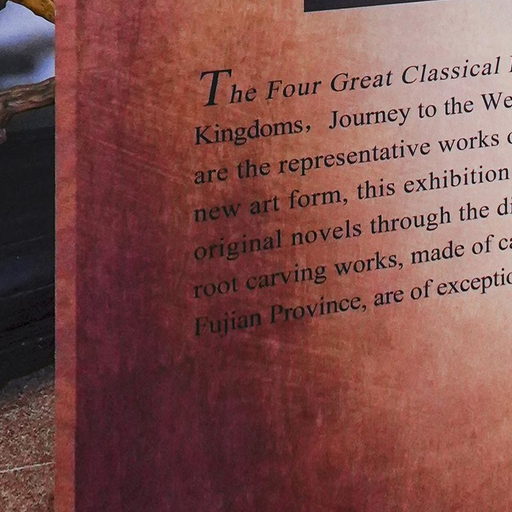 The Four Great Classical
Kingdoms, Journey to the We
are the representative works
new art form, this exhibition
original novels through the di
root carving works, made of ca
Fujian Province, are of exceptio